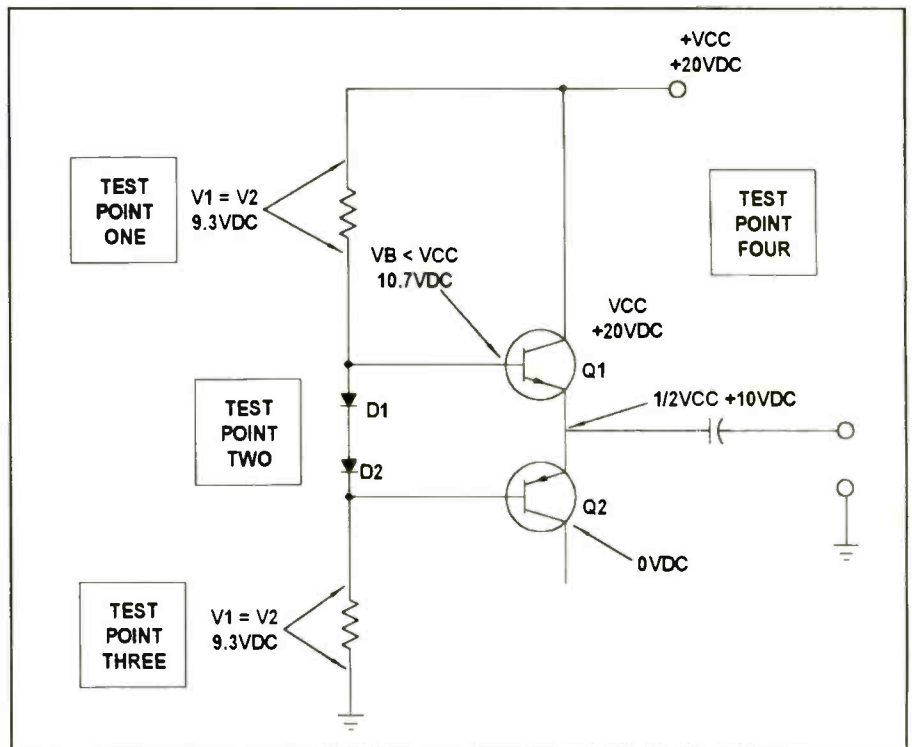 +VCC
+20VDC
TEST
POINT
ONE
V1 = V2
9.3VDC
TEST
POINT
FOUR
VB < VCC
10.7VDC
VCC
+20VDC
Q1
TEST
POINT
TWO
D1
1/2VCC +10VDC
D2
Q2
0VDC
TEST
POINT
THREE
V1 = V2
9.3VDC